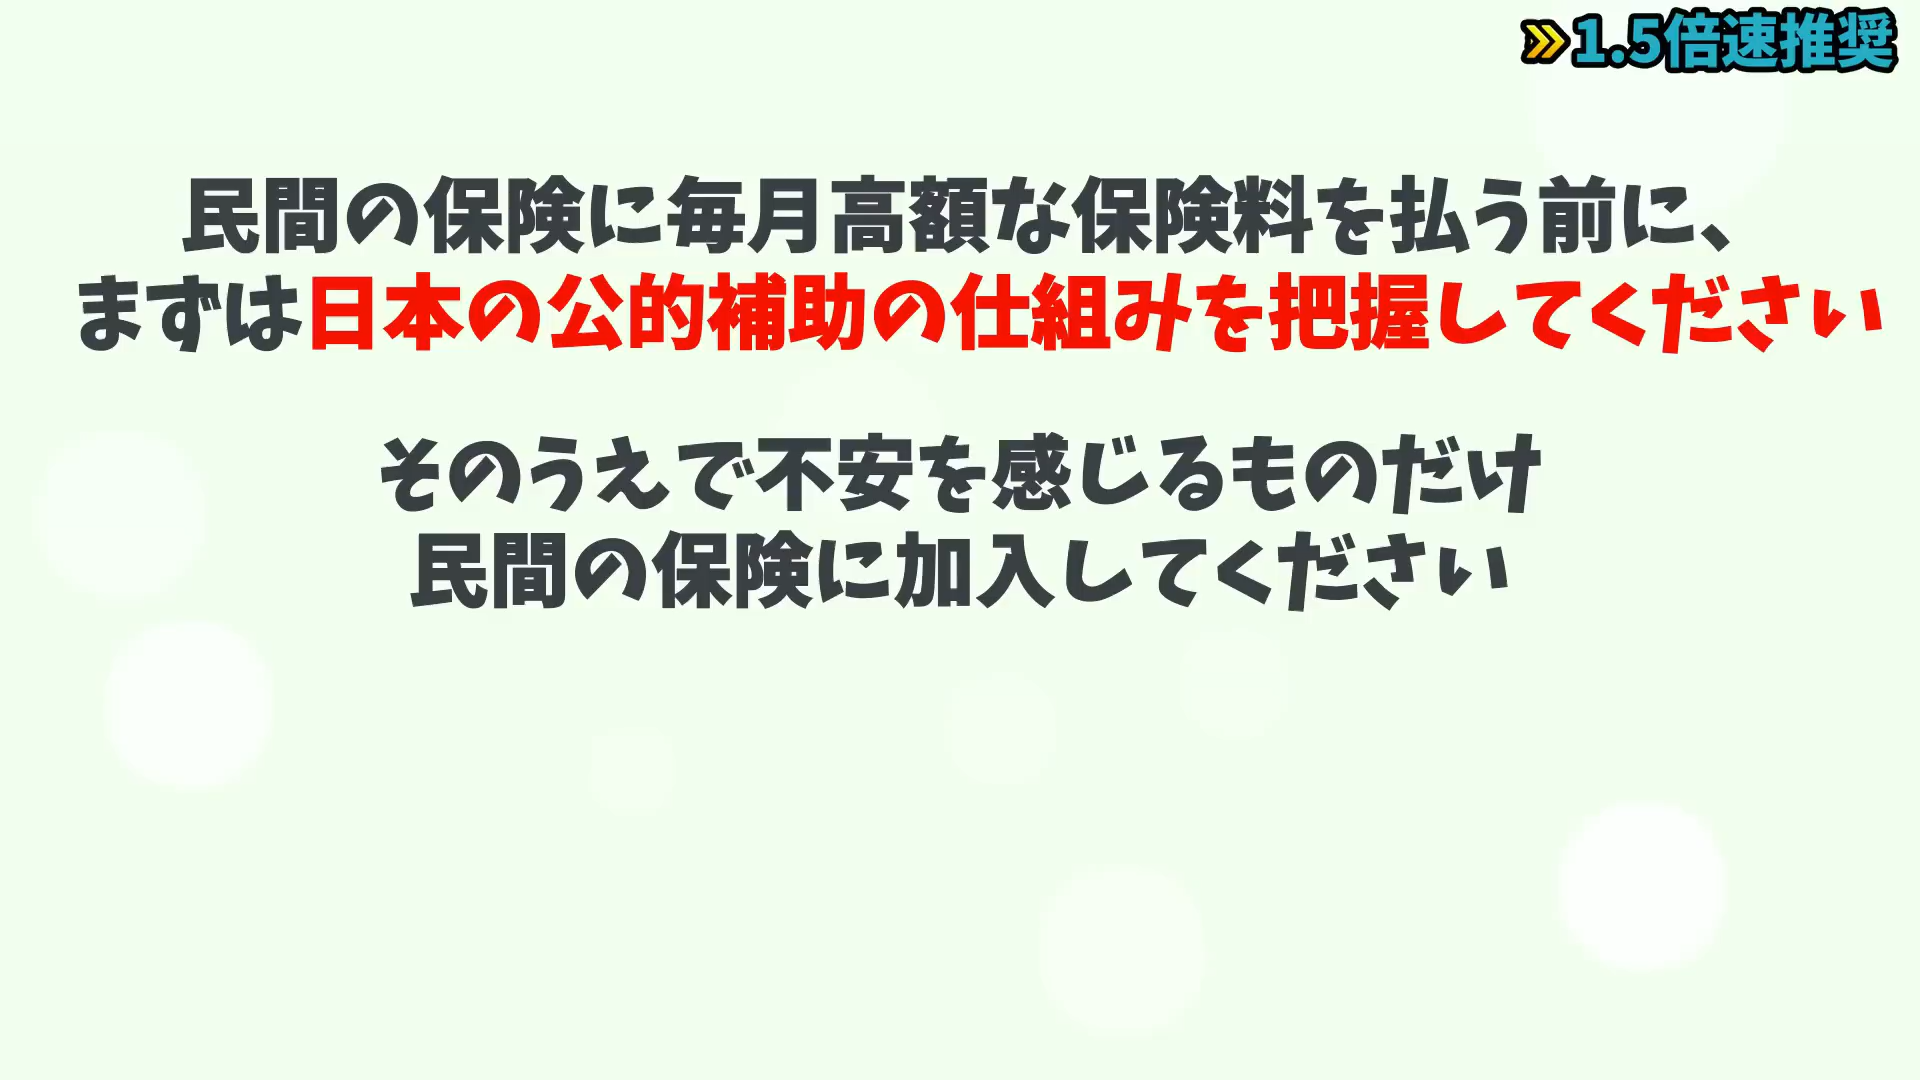 1.5倍速推奨
民間の保険に毎月高額な保険料を払う前に、
まずは日本の公的補助の仕組みを把握してください
そのうえで不安を感じるものだけ
民間の保険に加入してください